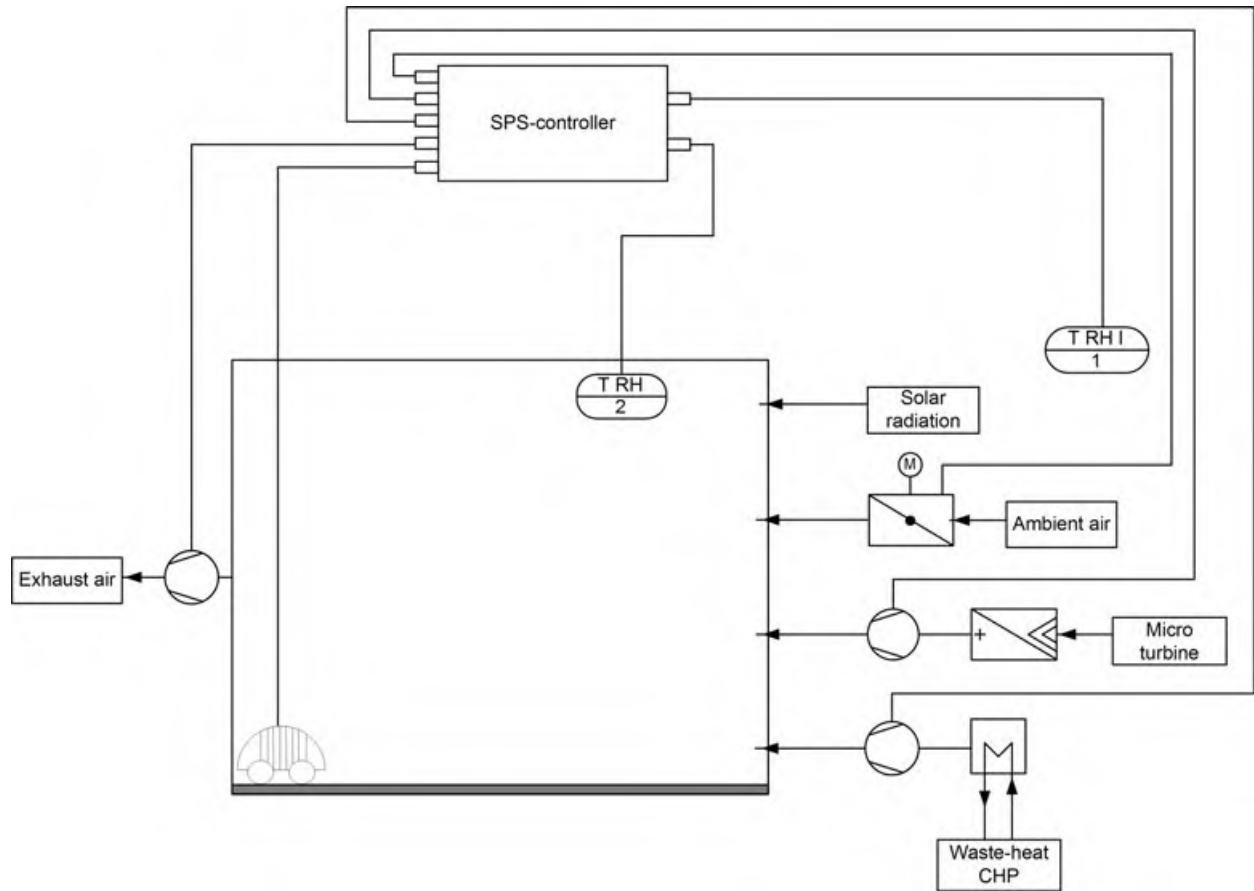 SPS-controller
T RH I
1
T RH
2
Solar
radiation
M
Ambient air
Exhaust air
+
Micro
turbine
Waste-heat
CHP